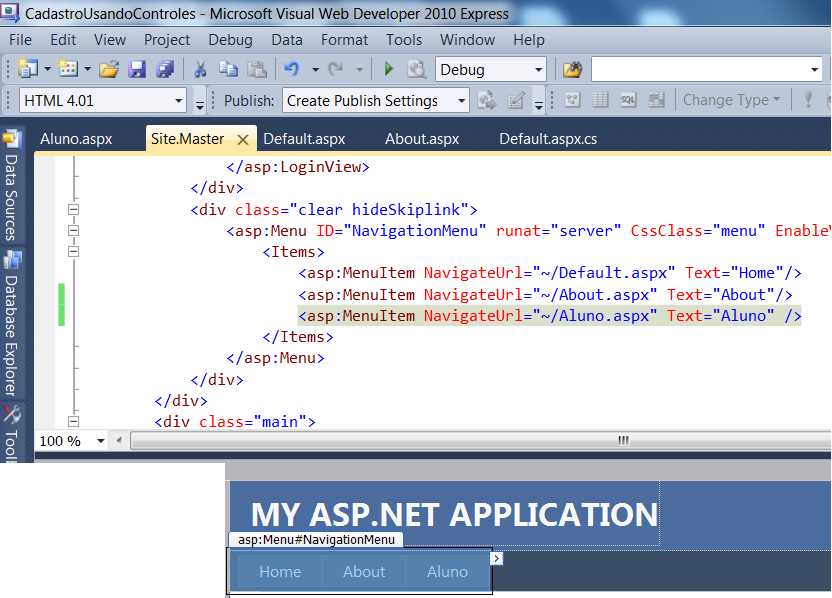 CadastroUsandoControles - Microsoft Visual Web Developer 2010 Express
File Edit View Project Debug Data Format Tools Window Help
Debug
HTML 4.01 Publish: Create Publish Settings SQL Change Type
Aluno.aspx Site.Master Default.aspx About.aspx Default.aspx.cs
Data Sources
Database Explorer
</asp:LoginView>
</div>
<div class="clear hideSkiplink">
<asp:Menu ID="NavigationMenu" runat="server" CssClass="menu"
<Items>
<asp:MenuItem NavigateUrl="~/Default.aspx" Text="Home"/>
<asp:MenuItem NavigateUrl="~/About.aspx" Text="About"/>
<asp:MenuItem NavigateUrl="~/Aluno.aspx" Text="Aluno" />
</Items>
</asp:Menu>
</div>
</div>
<div class="main">
100 %
MY ASP.NET APPLICATION
asp:Menu#NavigationMenu
Home About Aluno